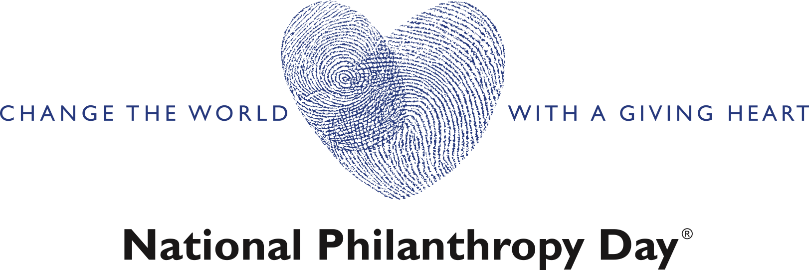 CHANGE THE WORLD WITH A GIVING HEART
National Philanthropy Day®